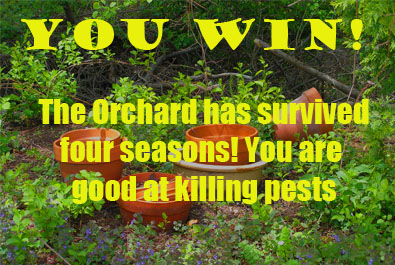 YOU WIN!
The Orchard has survived
four seasons! You are
good at killing pests